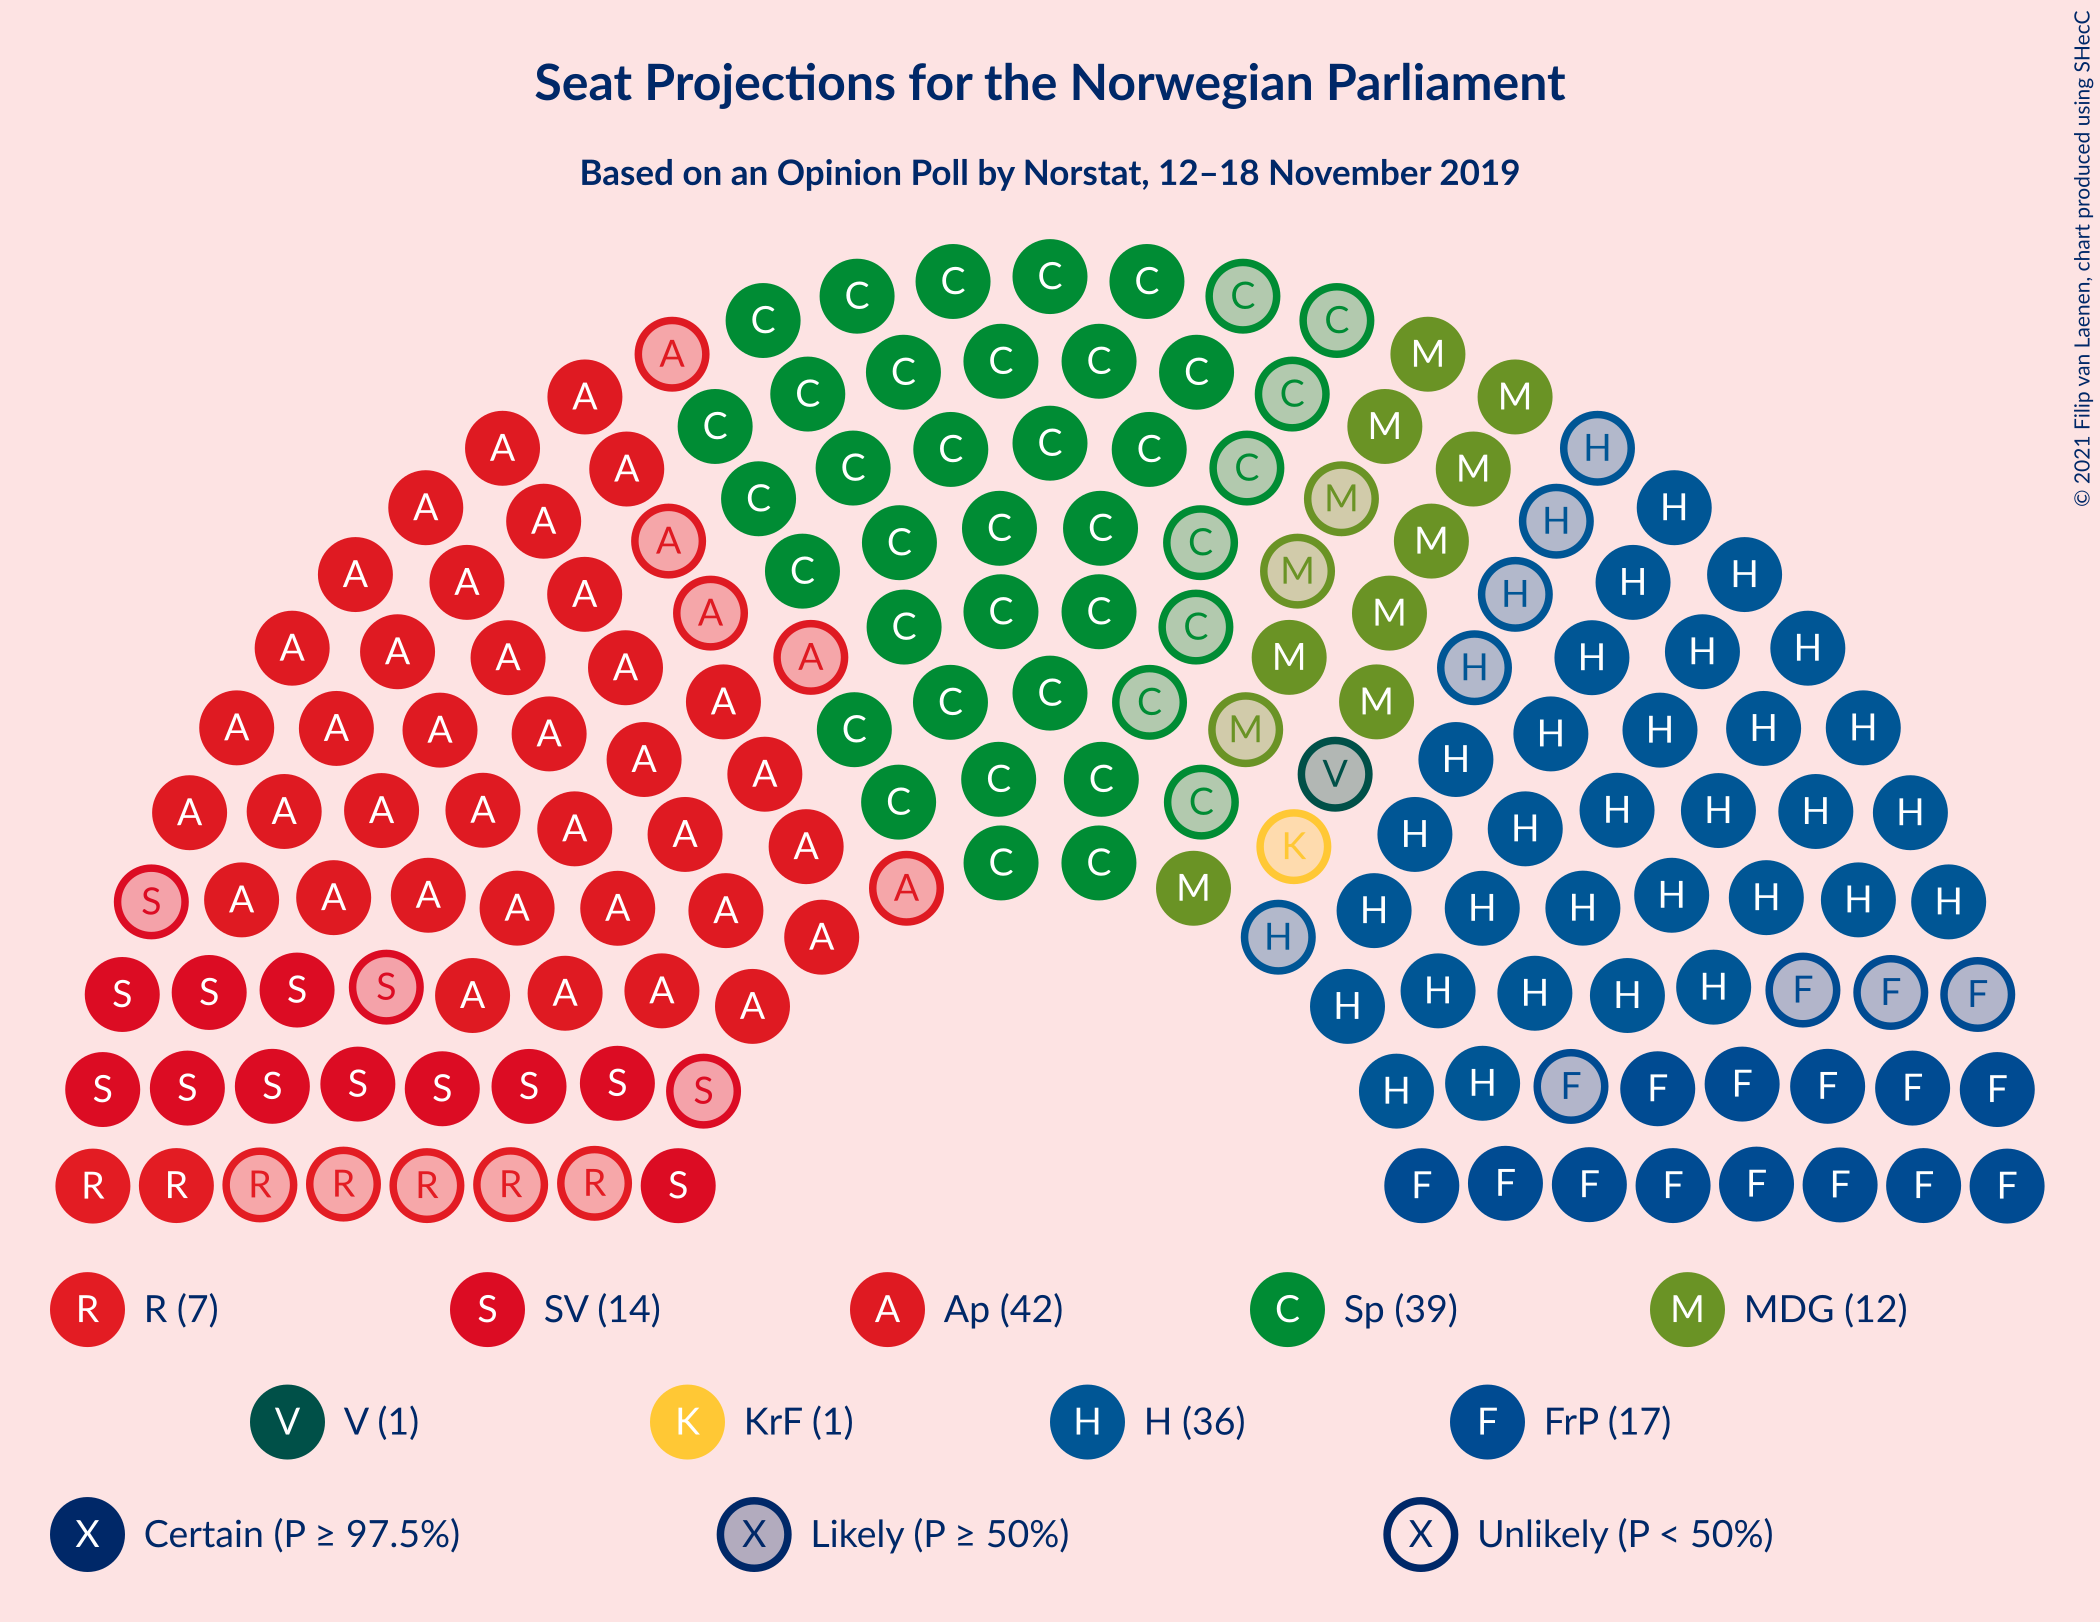 Seat Projections for the Norwegian Parliament
Based on an Opinion Poll by Norstat, 12–18 November 2019
© 2021 Filip van Laenen, chart produced using SHecC
C C C C C C C
A C C C C C C C M
A C C C C C C M M
A A C C C C C M M H
A A A C C C C M M H H
A A A A C C C C M M H H H
A A A A A C C C M M H H H H
A A A A A A C C C C M V H H H H H
A A A A A A A C C K H H H H H H
S A A A A A A A C C M H H H H H H H
S S S S A A A A A H H H H H H F F F
S S S S S S S S H H F F F F F F
R R R R R R R S F F F F F F F F
R R (7) S SV (14) A Ap (42) C Sp (39) M MDG (12)
V V (1) K KrF (1) H H (36) F FrP (17)
X Certain (P ≥ 97.5%) X Likely (P ≥ 50%) X Unlikely (P < 50%)